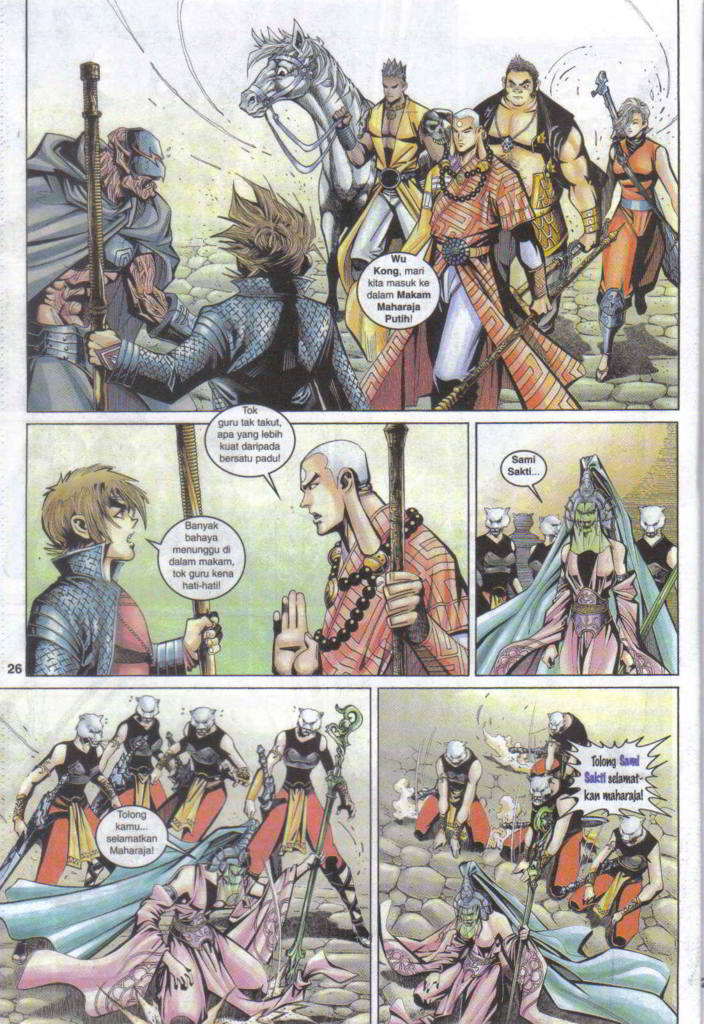 Wu
Kong, mari
kita masuk ke
dalam Makam
Maharaja
Putih!
Tok
guru tak takut,
apa yang lebih
kuat daripada
bersatu padu!
Banyak
bahaya
menunggu di
dalam makam,
tok guru kena
hati-hati!
Sami
Sakti...
26
Tolong
kamu...
selamatkan
Maharaja!
Tolong Sami
Sakti selamat-
kan maharaja!